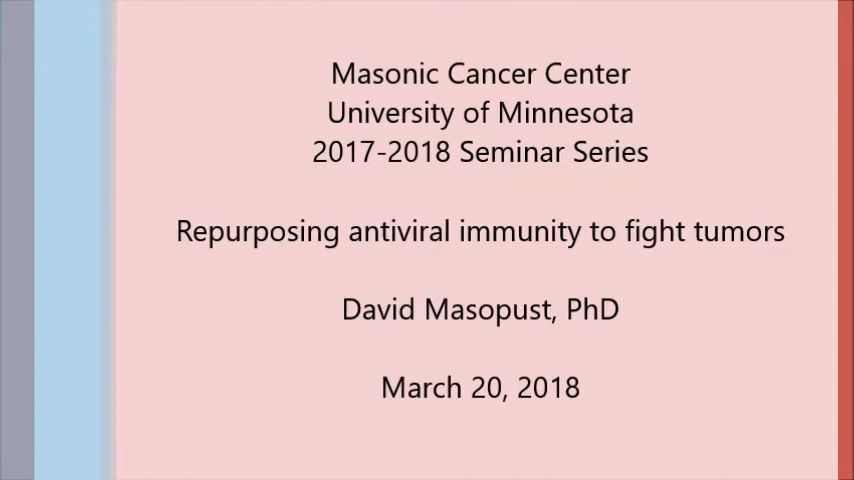 Masonic Cancer Center
University of Minnesota
2017-2018 Seminar Series
Repurposing antiviral immunity to fight tumors
David Masopust, PhD
March 20, 2018